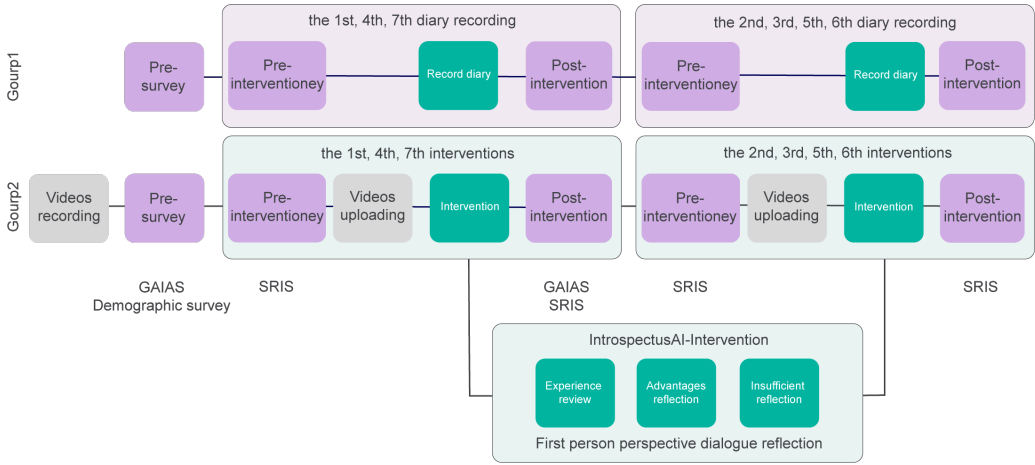 Gourp1
the 1st, 4th, 7th diary recording
the 2nd, 3rd, 5th, 6th diary recording
Pre-
survey
Pre-
interventioney
Record diary
Post-
intervention
Pre-
interventioney
Record diary
Post-
intervention
Gourp2
the 1st, 4th, 7th interventions
the 2nd, 3rd, 5th, 6th interventions
Videos
recording
Pre-
survey
Pre-
interventioney
Videos
uploading
Intervention
Post-
intervention
Pre-
interventioney
Videos
uploading
Intervention
Post-
intervention
GAIAS
Demographic survey
SRIS
GAIAS
SRIS
SRIS
SRIS
IntrospectusAI-Intervention
Experience
review
Advantages
reflection
Insufficient
reflection
First person perspective dialogue reflection